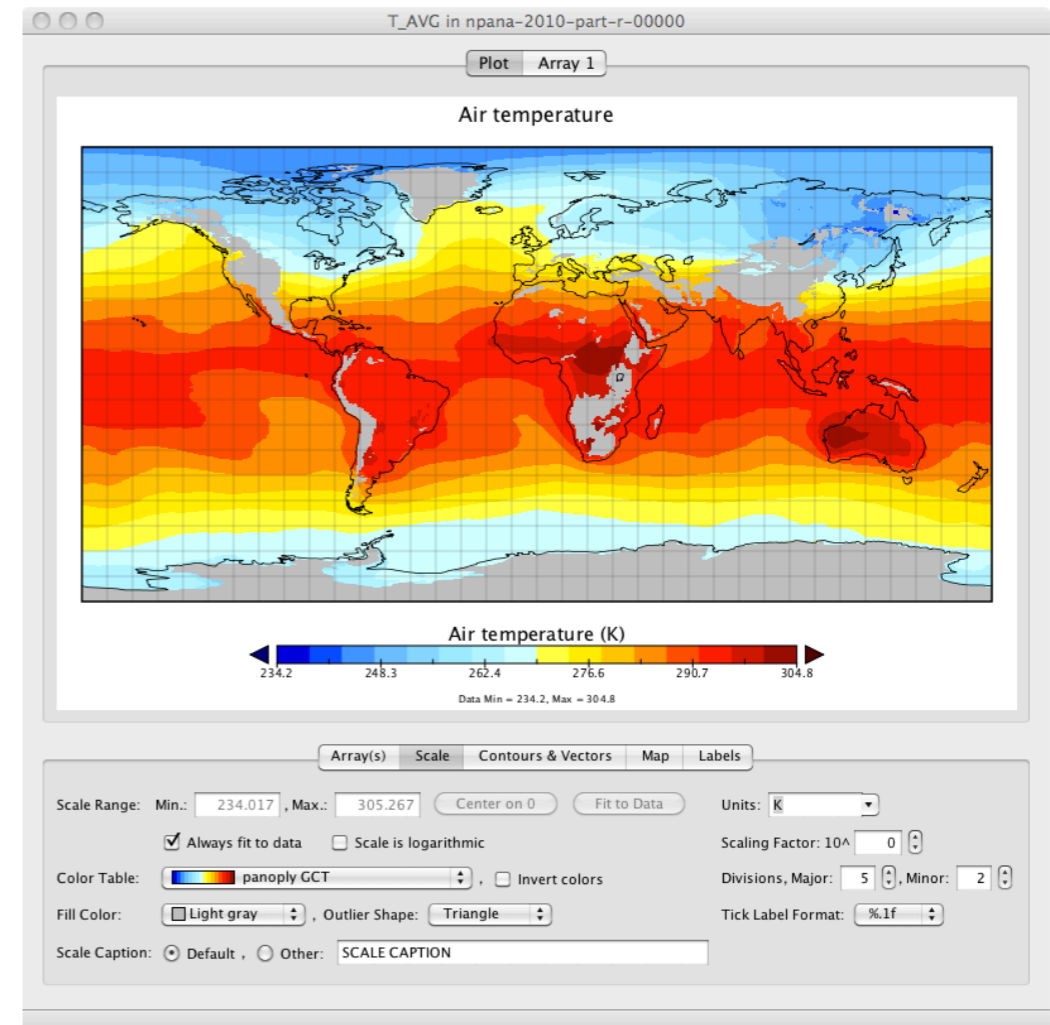 T_AVG in npana-2010-part-r-00000
Plot Array 1
Air temperature
Air temperature (K)
234.2 248.3 262.4 276.6 290.7 304.8
Data Min = 234.2, Max = 304.8
Array(s) Scale Contours & Vectors Map Labels
Scale Range: Min.: 234.017 , Max.: 305.267 Center on 0 Fit to Data Units: K
Always fit to data Scale is logarithmic Scaling Factor: 10^ 0
Color Table: panoply GCT , Invert colors Divisions, Major: 5 , Minor: 2
Fill Color: Light gray , Outlier Shape: Triangle Tick Label Format: %.1f
Scale Caption: Default , Other: SCALE CAPTION